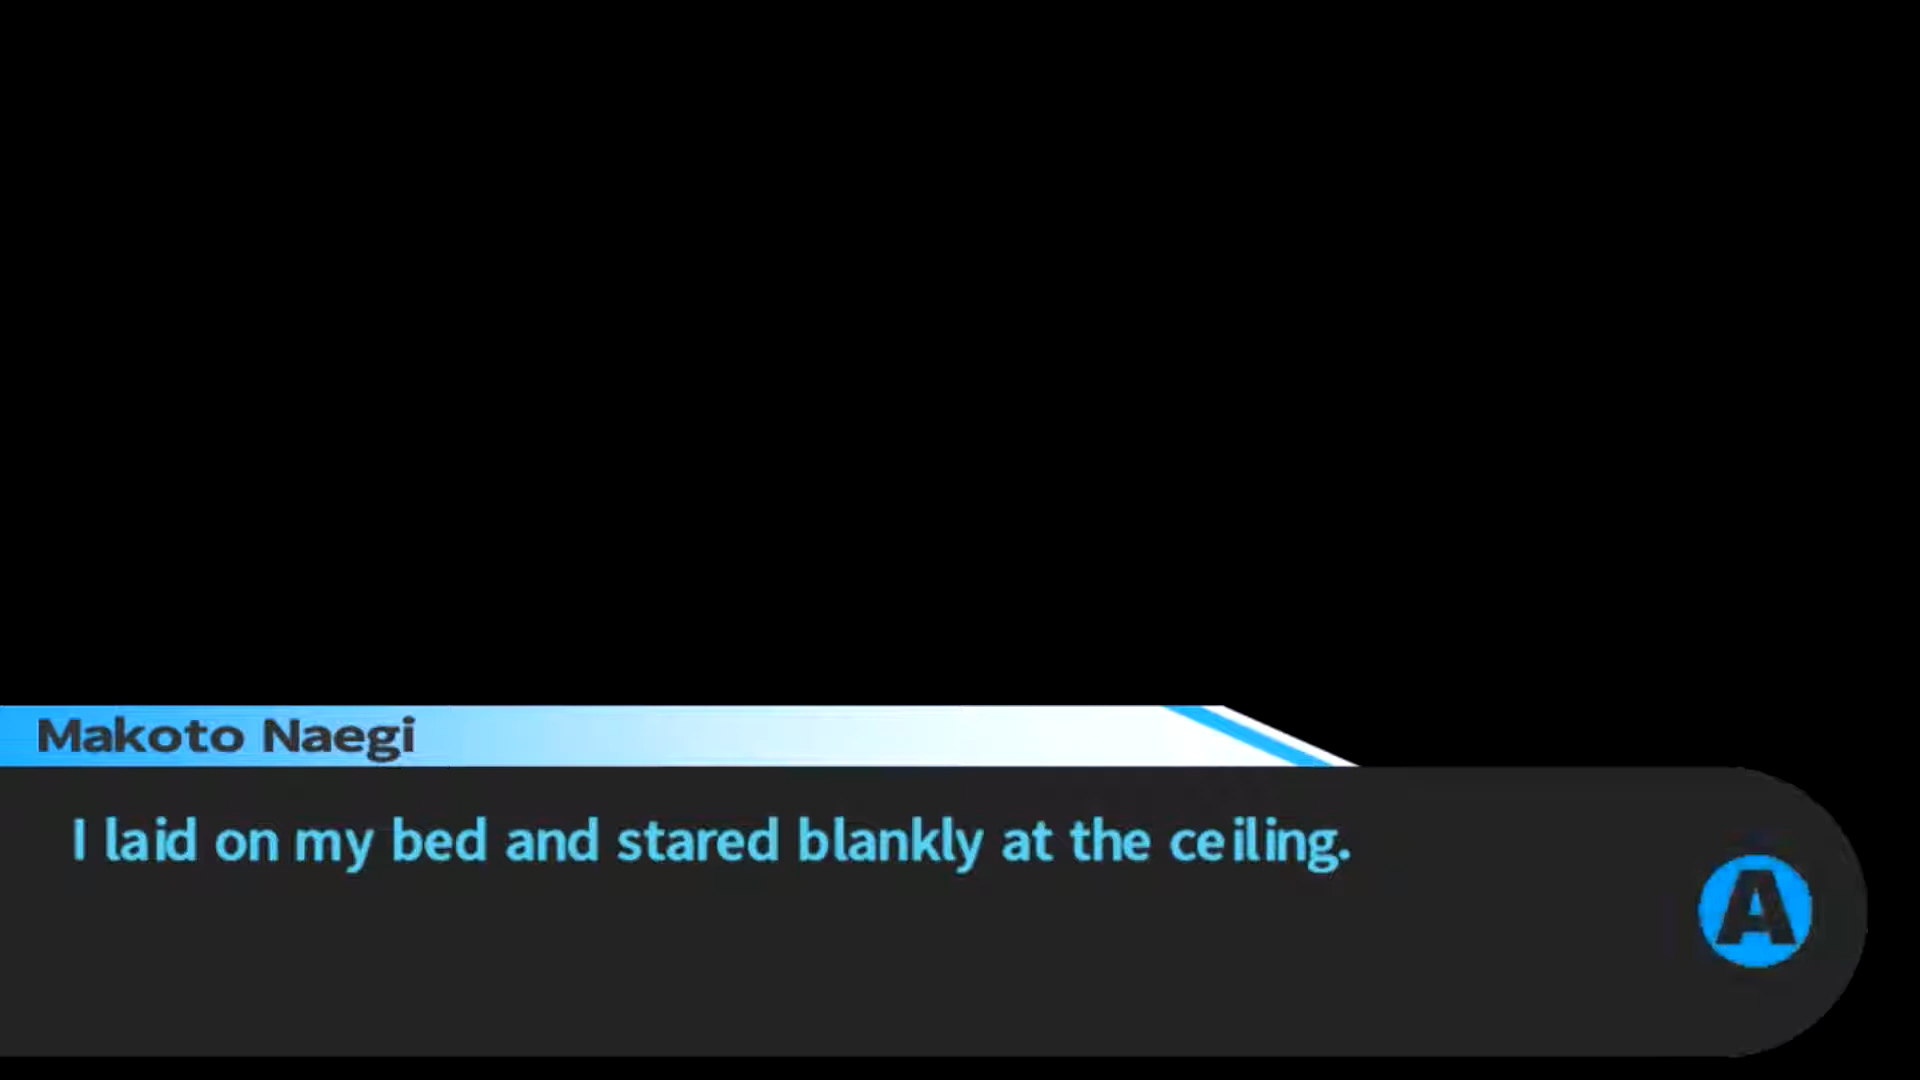 Makoto Naegi
I laid on my bed and stared blankly at the ceiling.
A